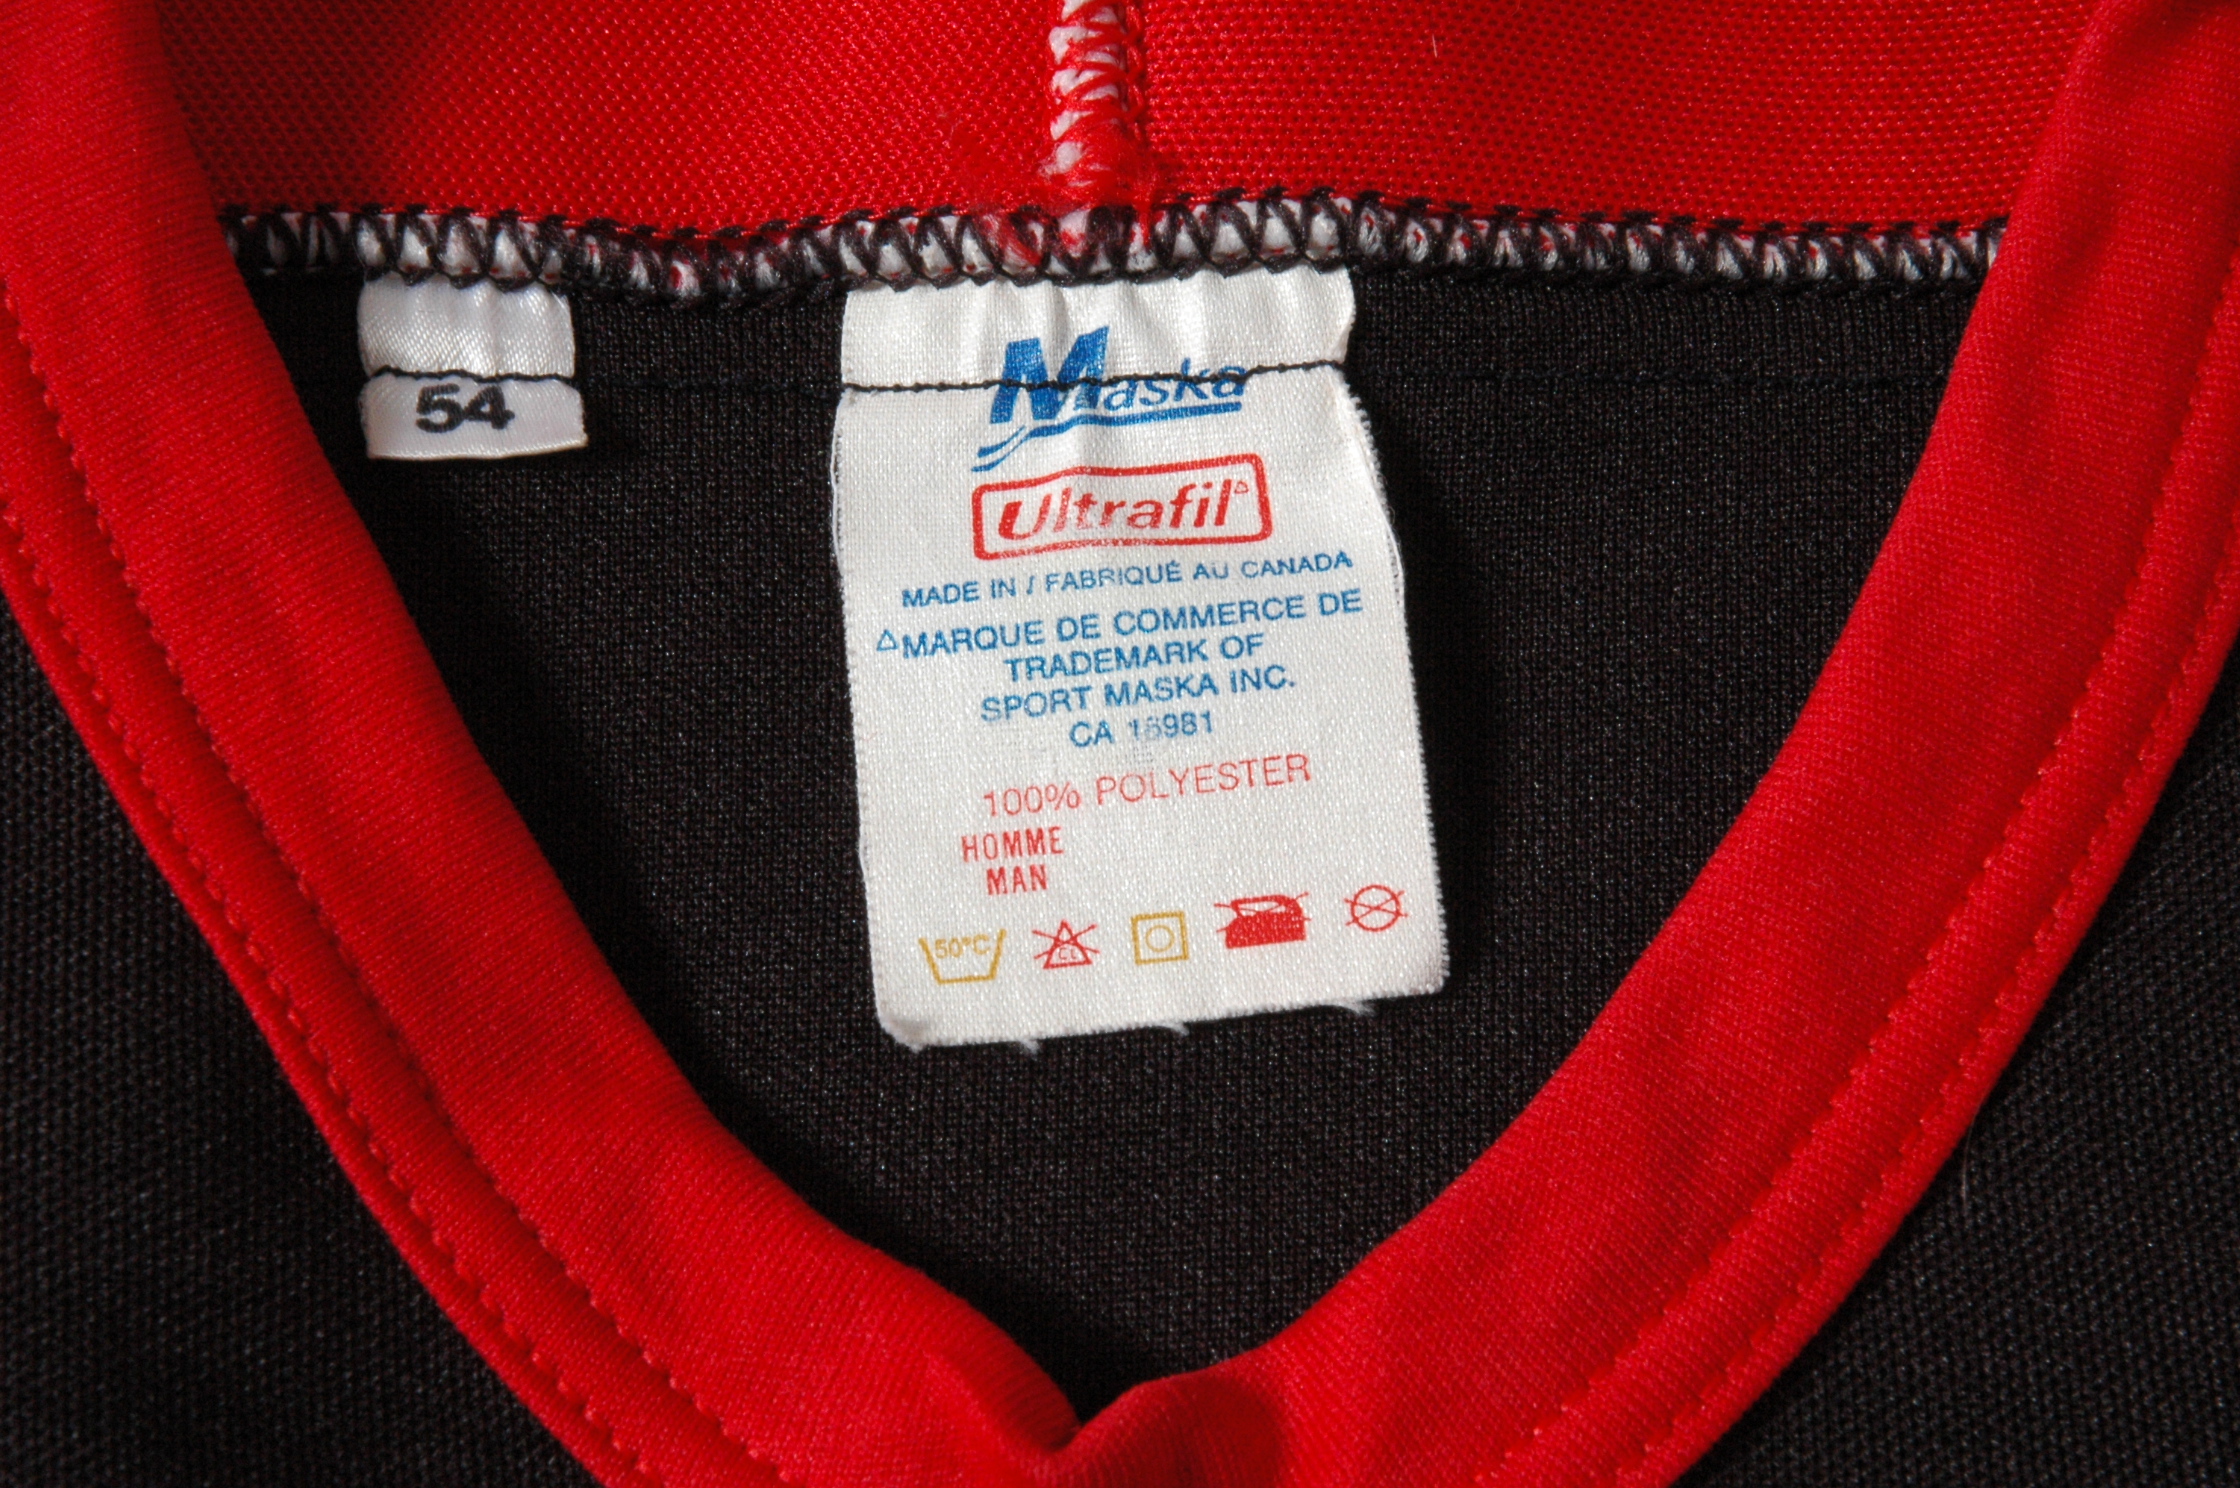 54
Maska
Ultrafil△
MADE IN / FABRIQUÉ AU CANADA
△MARQUE DE COMMERCE DE
TRADEMARK OF
SPORT MASKA INC.
CA 15981
100% POLYESTER
HOMME
MAN
50°C
CL